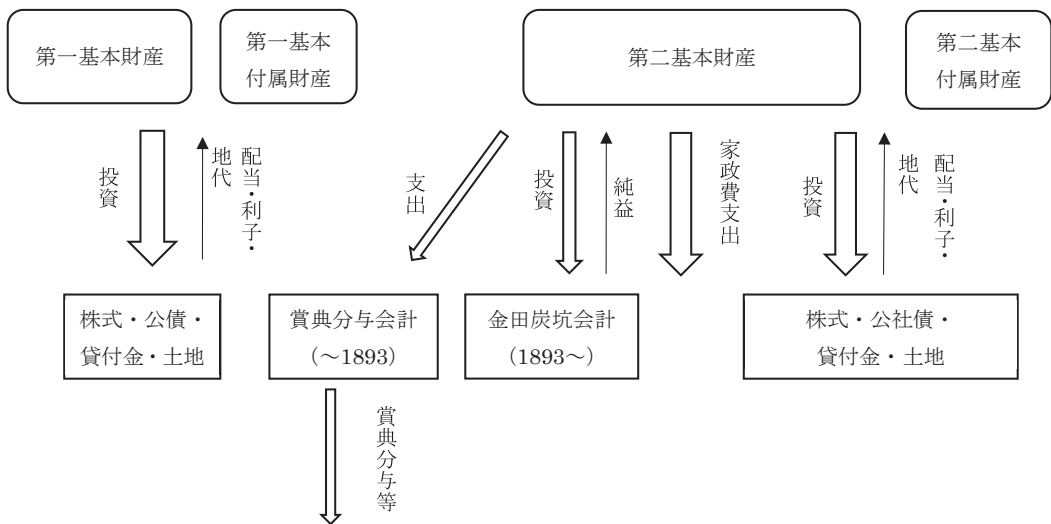 第一基本財産
第一基本
付属財産
第二基本財産
第二基本
付属財産
投資
配当・利子・
地代
支出
投資
純益
家政費支出
投資
配当・利子・
地代
株式・公債・
貸付金・土地
賞典分与会計
（～1893）
金田炭坑会計
（1893～）
株式・公社債・
貸付金・土地
賞典分与等